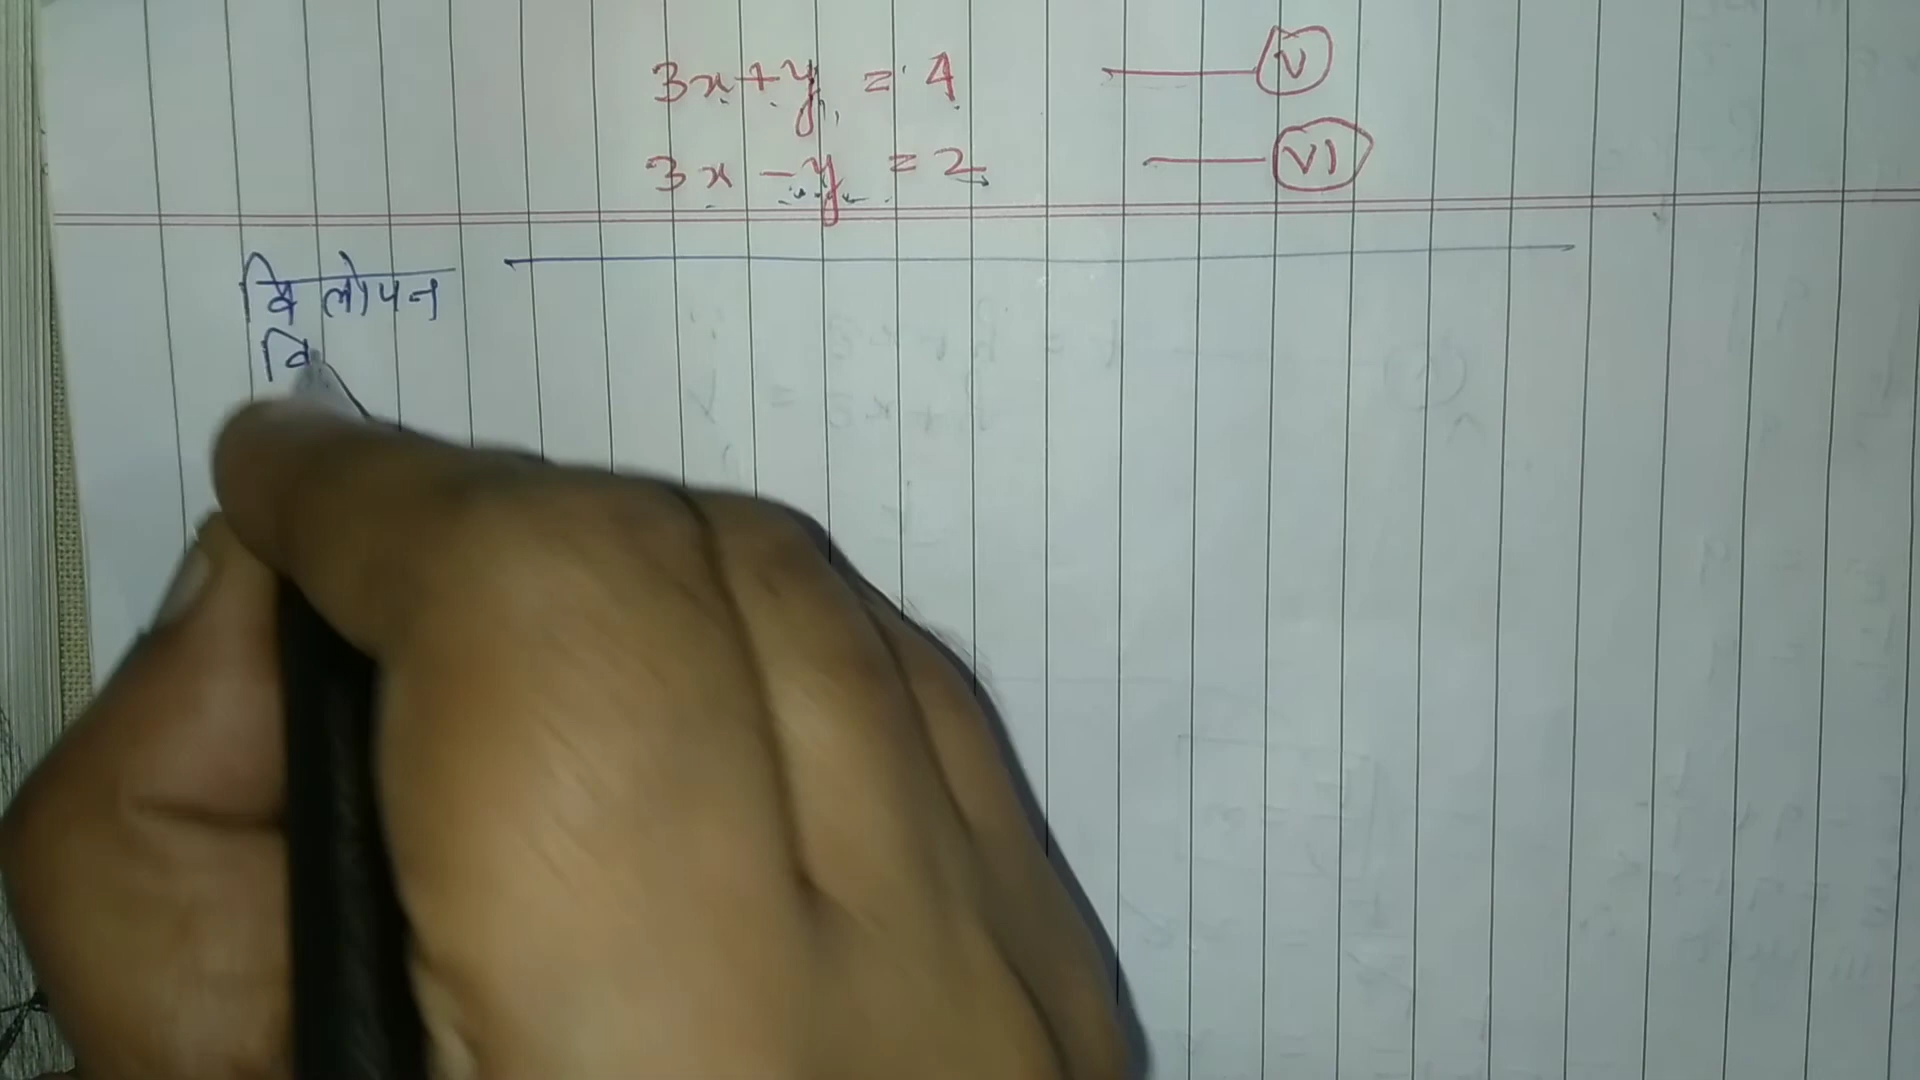 3x+y = 4 —— V
3x-y = 2 —— VI
विलोपन
वि